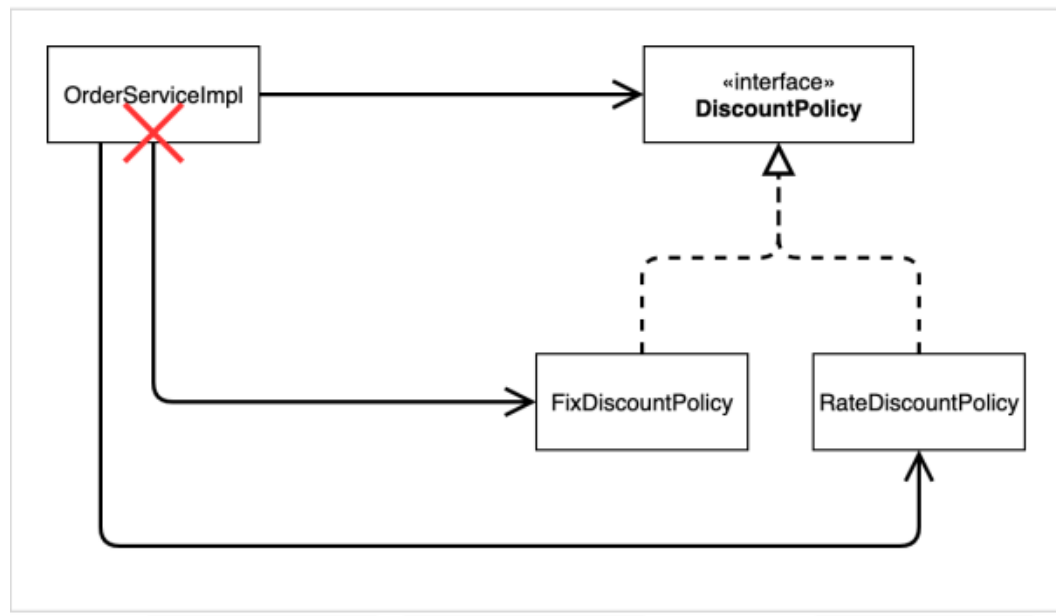 OrderServiceImpl
«interface»
DiscountPolicy
FixDiscountPolicy
RateDiscountPolicy